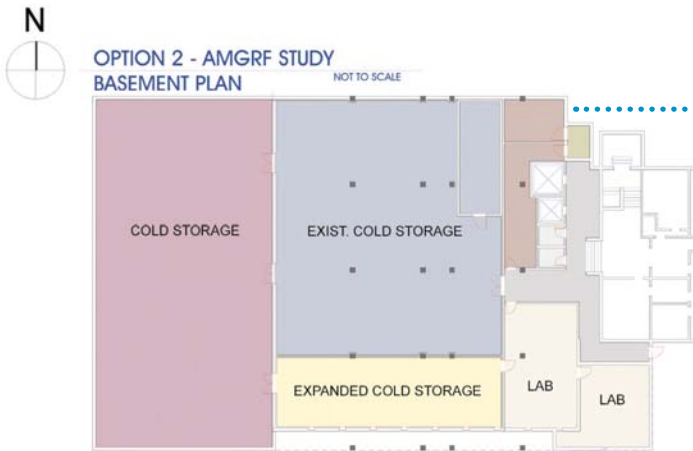 N
OPTION 2 - AMGRF STUDY
BASEMENT PLAN
NOT TO SCALE
COLD STORAGE
EXIST. COLD STORAGE
EXPANDED COLD STORAGE
LAB
LAB